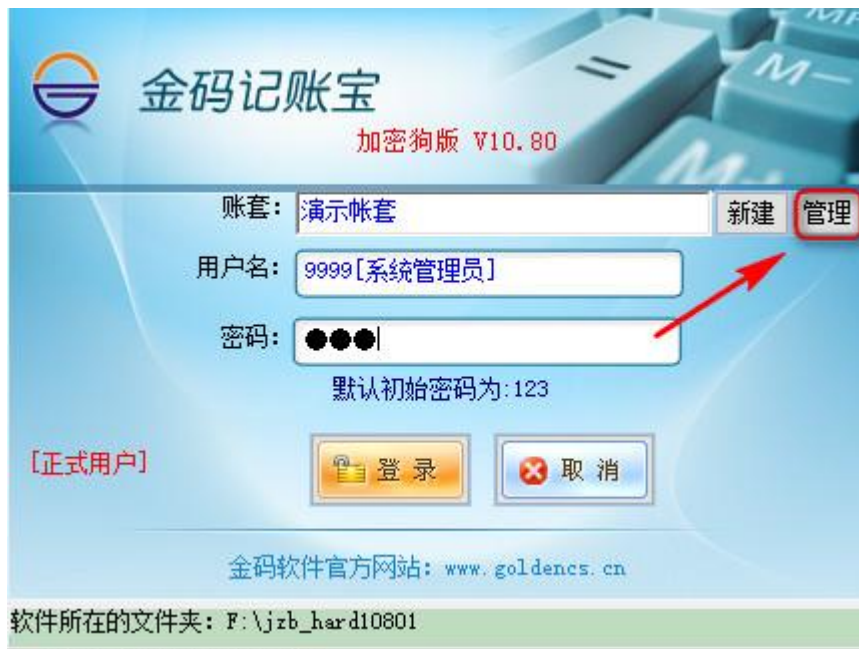 金码记账宝
加密狗版 V10.80
账套： 演示帐套 新建 管理
用户名： 9999[系统管理员]
密码： ●●●
默认初始密码为:123
[正式用户] 登 录 取 消
金码软件官方网站：www.goldencs.cn
软件所在的文件夹：F:\jzb_hard10801